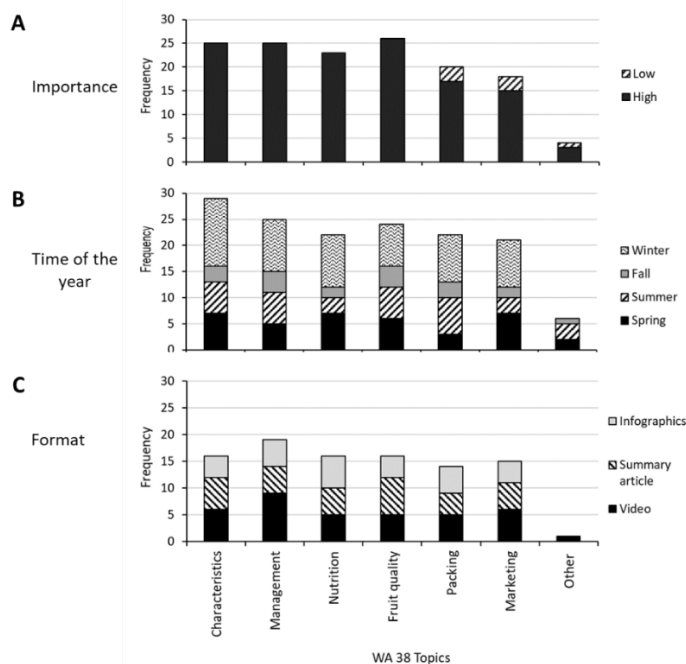 A
Importance
Frequency
30
25
20
15
10
5
0
Low
High
B
Time of the
year
Frequency
30
25
20
15
10
5
0
Winter
Fall
Summer
Spring
C
Format
Frequency
30
25
20
15
10
5
0
Infographics
Summary
article
Video
Characteristics
Management
Nutrition
Fruit quality
Packing
Marketing
Other
WA 38 Topics